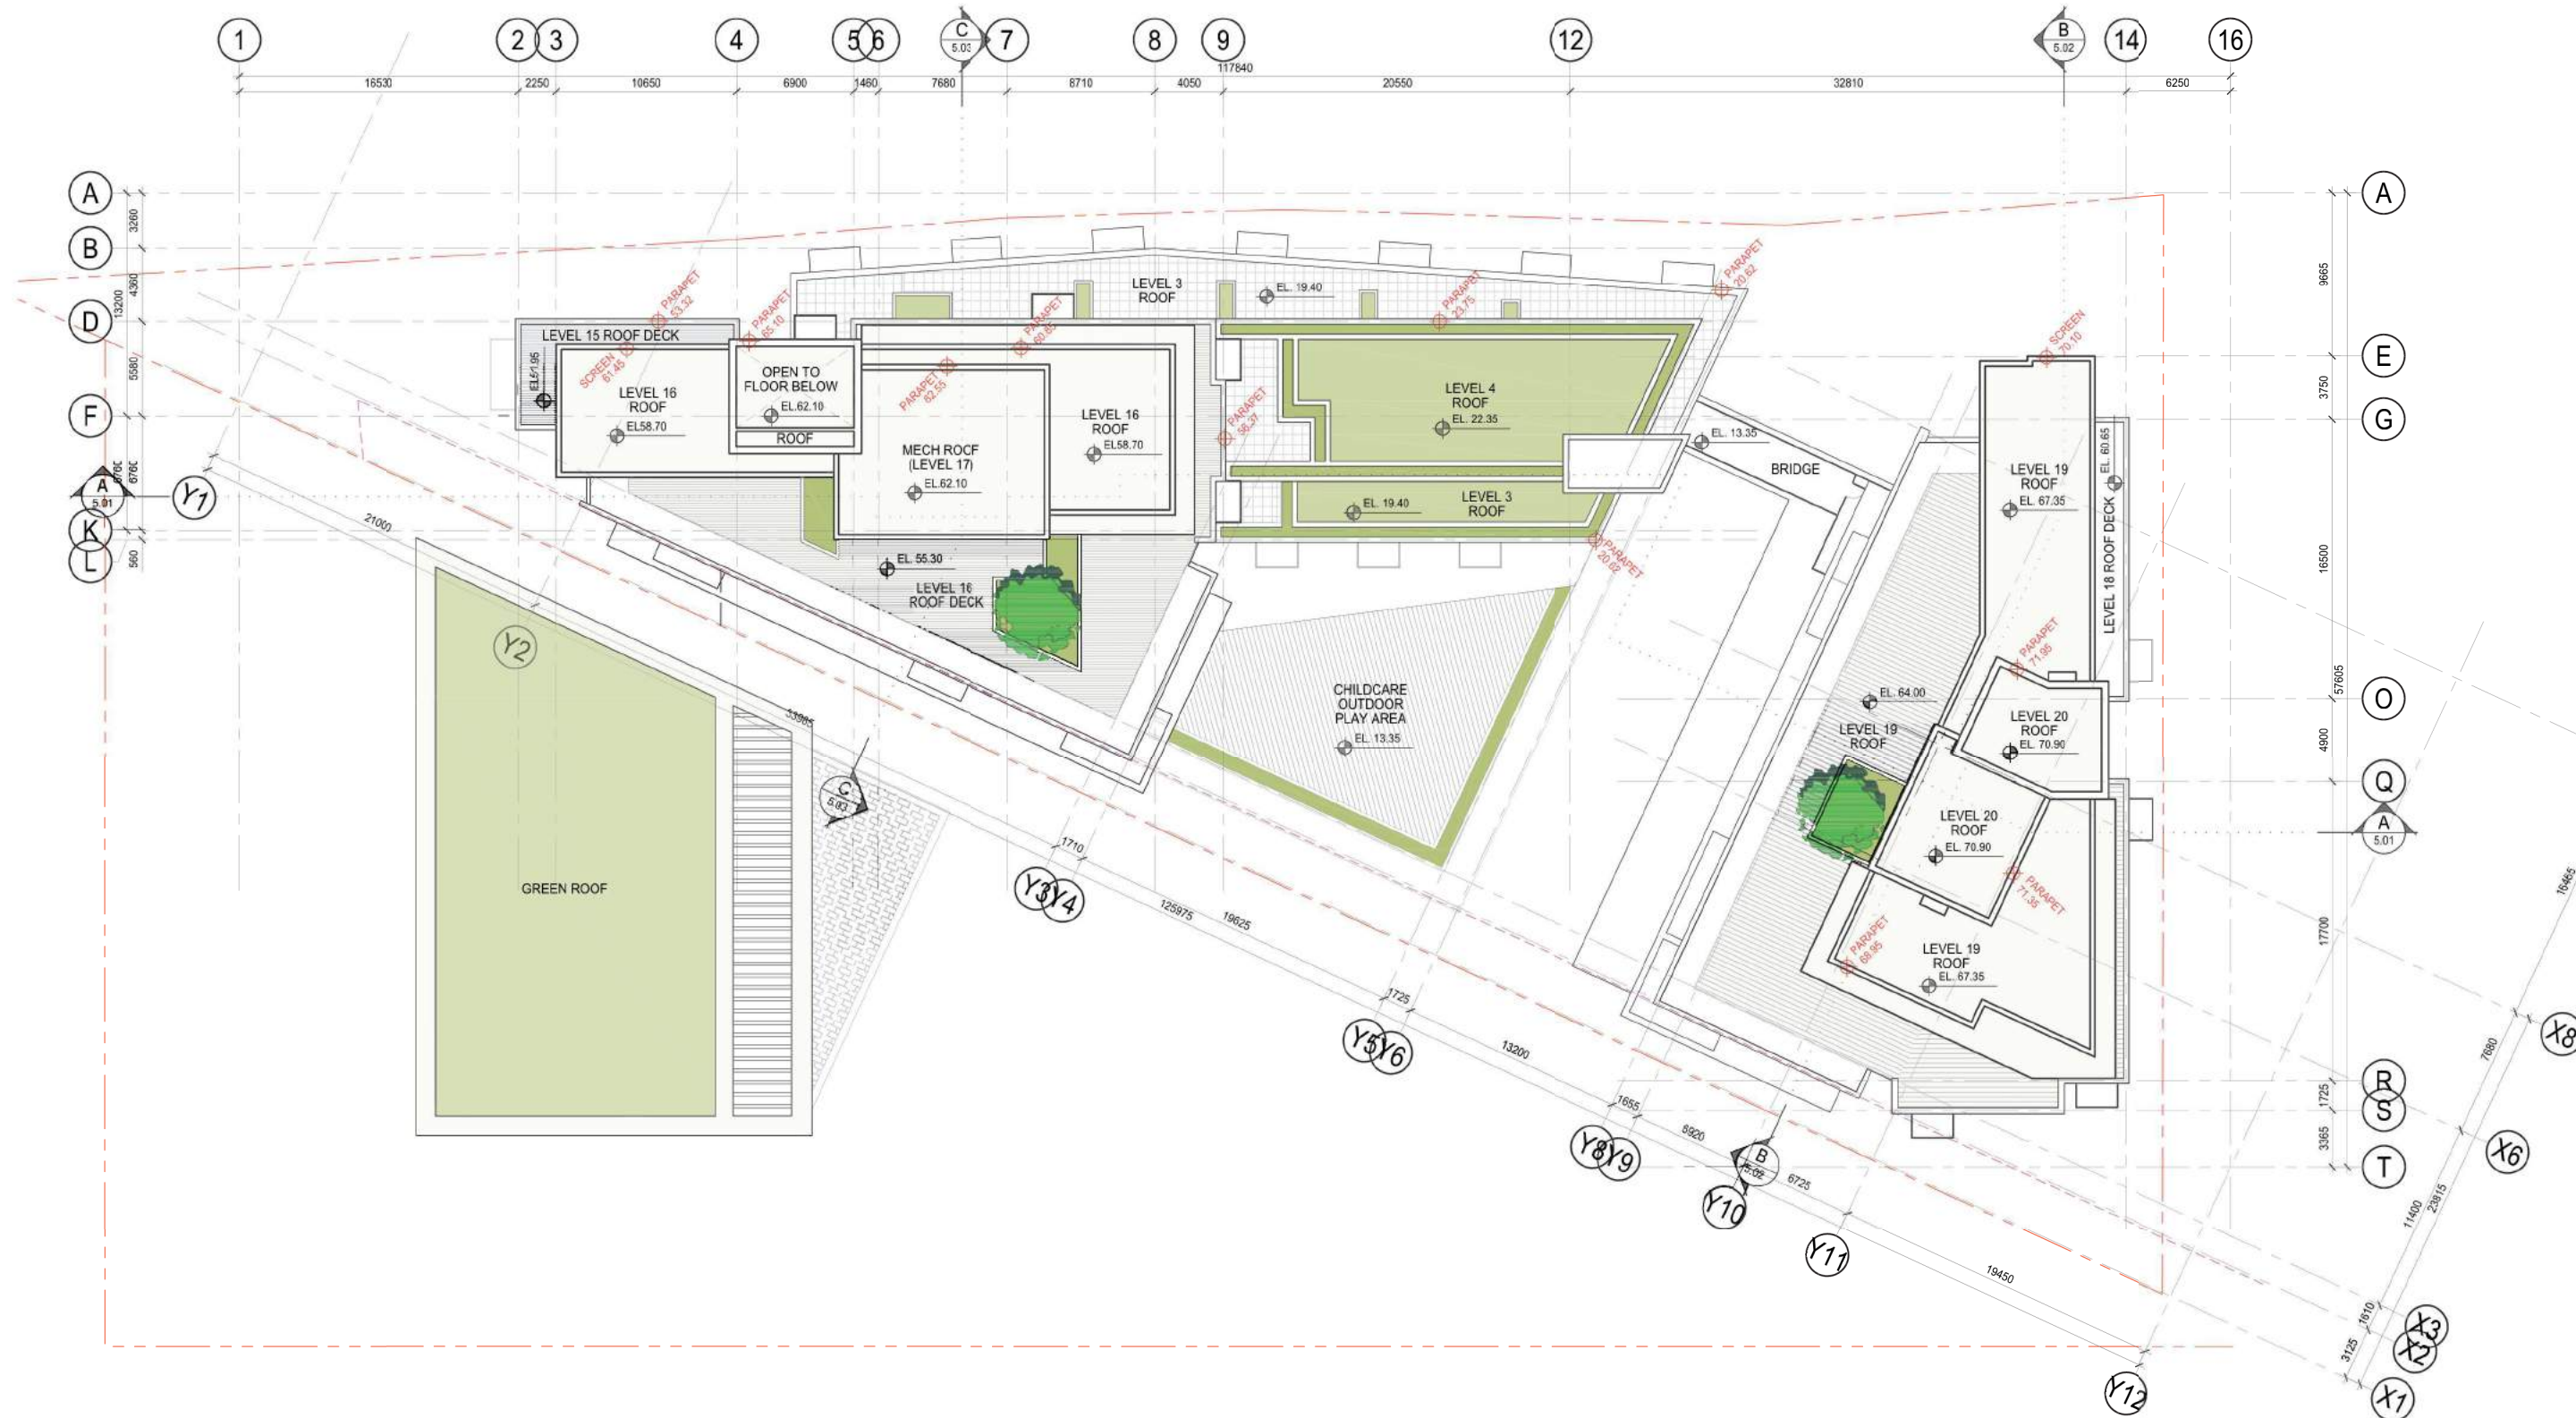 1
2
3
4
5
6
C
5.03
7
8
9
12
B
5.02
14
16
117840
16530
2250
10650
6900
1460
7680
8710
4050
20550
32810
6250
A
B
D
F
A
5.01
K
L
3260
4360
13200
5580
6760
6760
560
A
E
G
O
Q
A
5.01
R
S
T
9665
3750
16500
57605
4900
17700
1725
3365
LEVEL 3
ROOF
EL. 19.40
PARAPET
20.62
PARAPET
53.32
PARAPET
65.10
PARAPET
60.65
PARAPET
23.75
LEVEL 15 ROOF DECK
SCREEN
61.45
LEVEL 16
ROOF
EL58.70
OPEN TO
FLOOR BELOW
EL.62.10
ROOF
PARAPET
62.55
MECH ROOF
(LEVEL 17)
EL.62.10
LEVEL 16
ROOF
EL58.70
PARAPET
LEVEL 4
ROOF
EL. 22.35
LEVEL 3
ROOF
EL. 19.40
PARAPET
20.62
EL. 13.35
BRIDGE
SCREEN
70.10
LEVEL 19
ROOF
EL. 67.35
EL. 60.65
LEVEL 18 ROOF DECK
EL. 55.30
LEVEL 16
ROOF DECK
CHILDCARE
OUTDOOR
PLAY AREA
EL. 13.35
PARAPET
71.95
EL. 64.00
LEVEL 19
ROOF
LEVEL 20
ROOF
EL. 70.90
LEVEL 20
ROOF
EL. 70.90
PARAPET
71.35
PARAPET
68.95
LEVEL 19
ROOF
EL. 67.35
GREEN ROOF
C
5.03
B
5.02
Y1
Y2
Y3
Y4
Y5
Y6
Y8
Y9
Y10
Y11
Y12
21000
53985
1710
125975
19625
1725
13200
1655
6920
6725
19450
16465
X8
7680
X6
11400
23815
1610
3125
X3
X2
X1